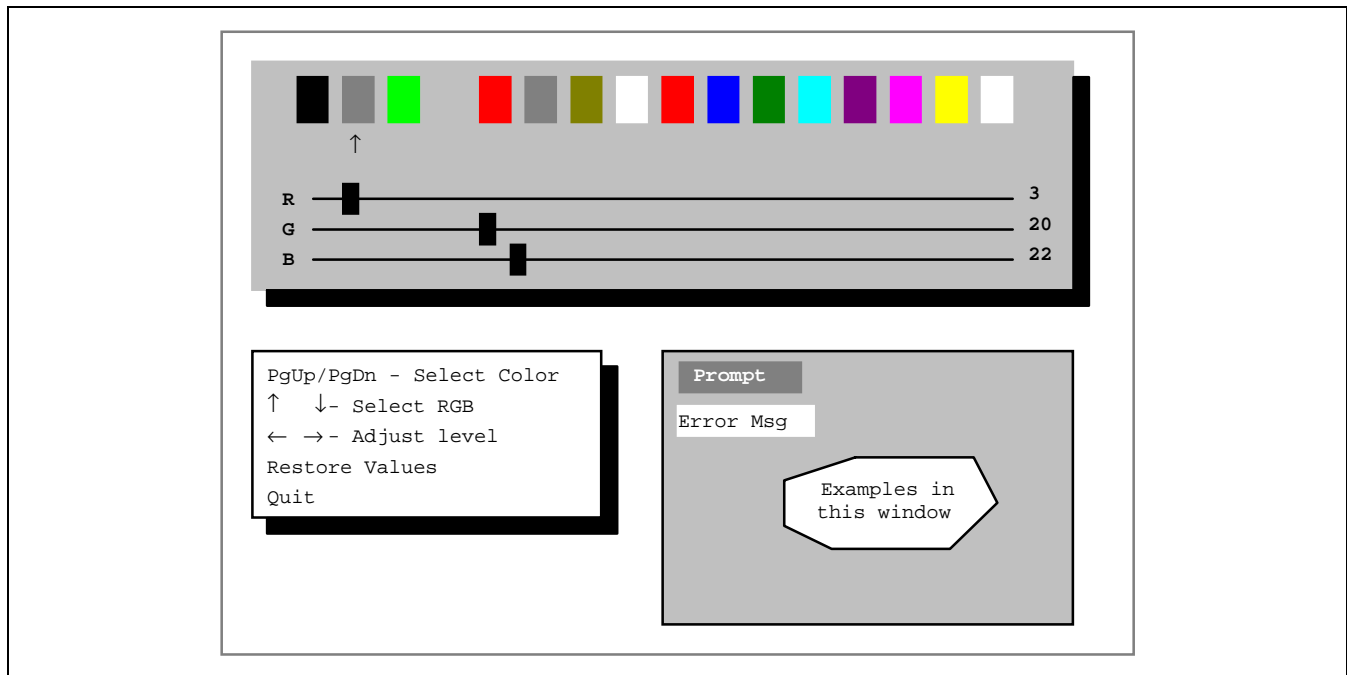 ↑
R 3
G 20
B 22
PgUp/PgDn - Select Color
↑ ↓- Select RGB
← →- Adjust level
Restore Values
Quit
Prompt
Error Msg
Examples in
this window